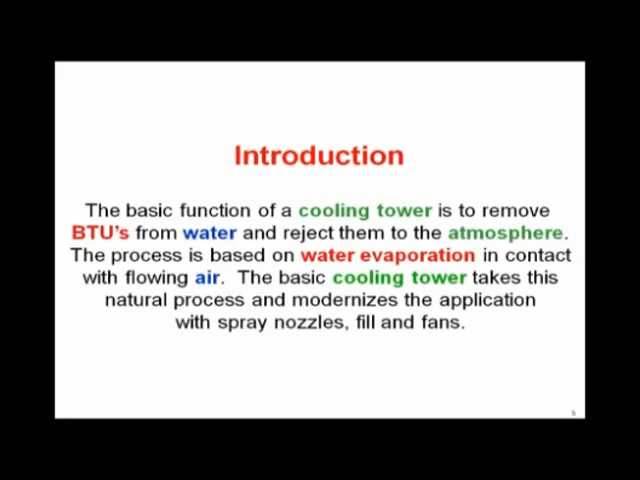 Introduction
The basic function of a cooling tower is to remove
BTU's from water and reject them to the atmosphere.
The process is based on water evaporation in contact
with flowing air. The basic cooling tower takes this
natural process and modernizes the application
with spray nozzles, fill and fans.